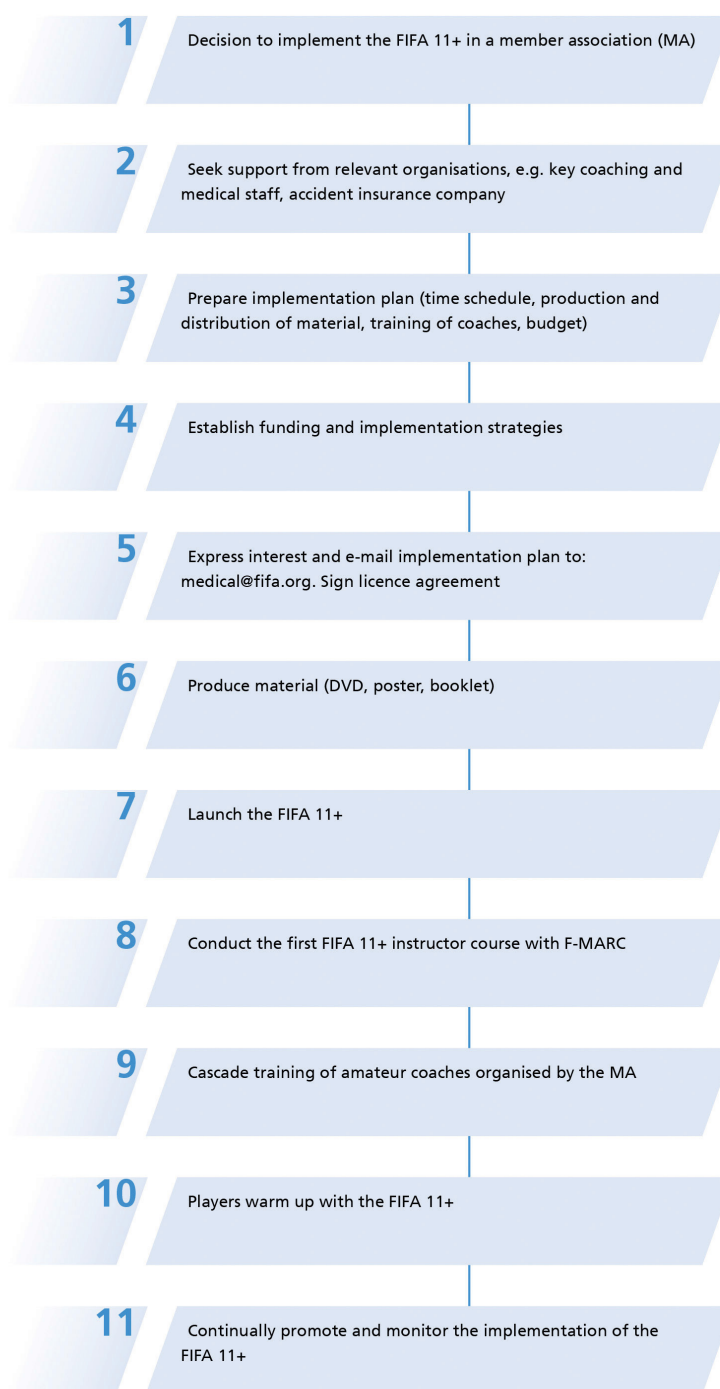 1
Decision to implement the FIFA 11+ in a member association (MA)
2
Seek support from relevant organisations, e.g. key coaching and
medical staff, accident insurance company
3
Prepare implementation plan (time schedule, production and
distribution of material, training of coaches, budget)
4
Establish funding and implementation strategies
5
Express interest and e-mail implementation plan to:
medical@fifa.org. Sign licence agreement
6
Produce material (DVD, poster, booklet)
7
Launch the FIFA 11+
8
Conduct the first FIFA 11+ instructor course with F-MARC
9
Cascade training of amateur coaches organised by the MA
10
Players warm up with the FIFA 11+
11
Continually promote and monitor the implementation of the
FIFA 11+